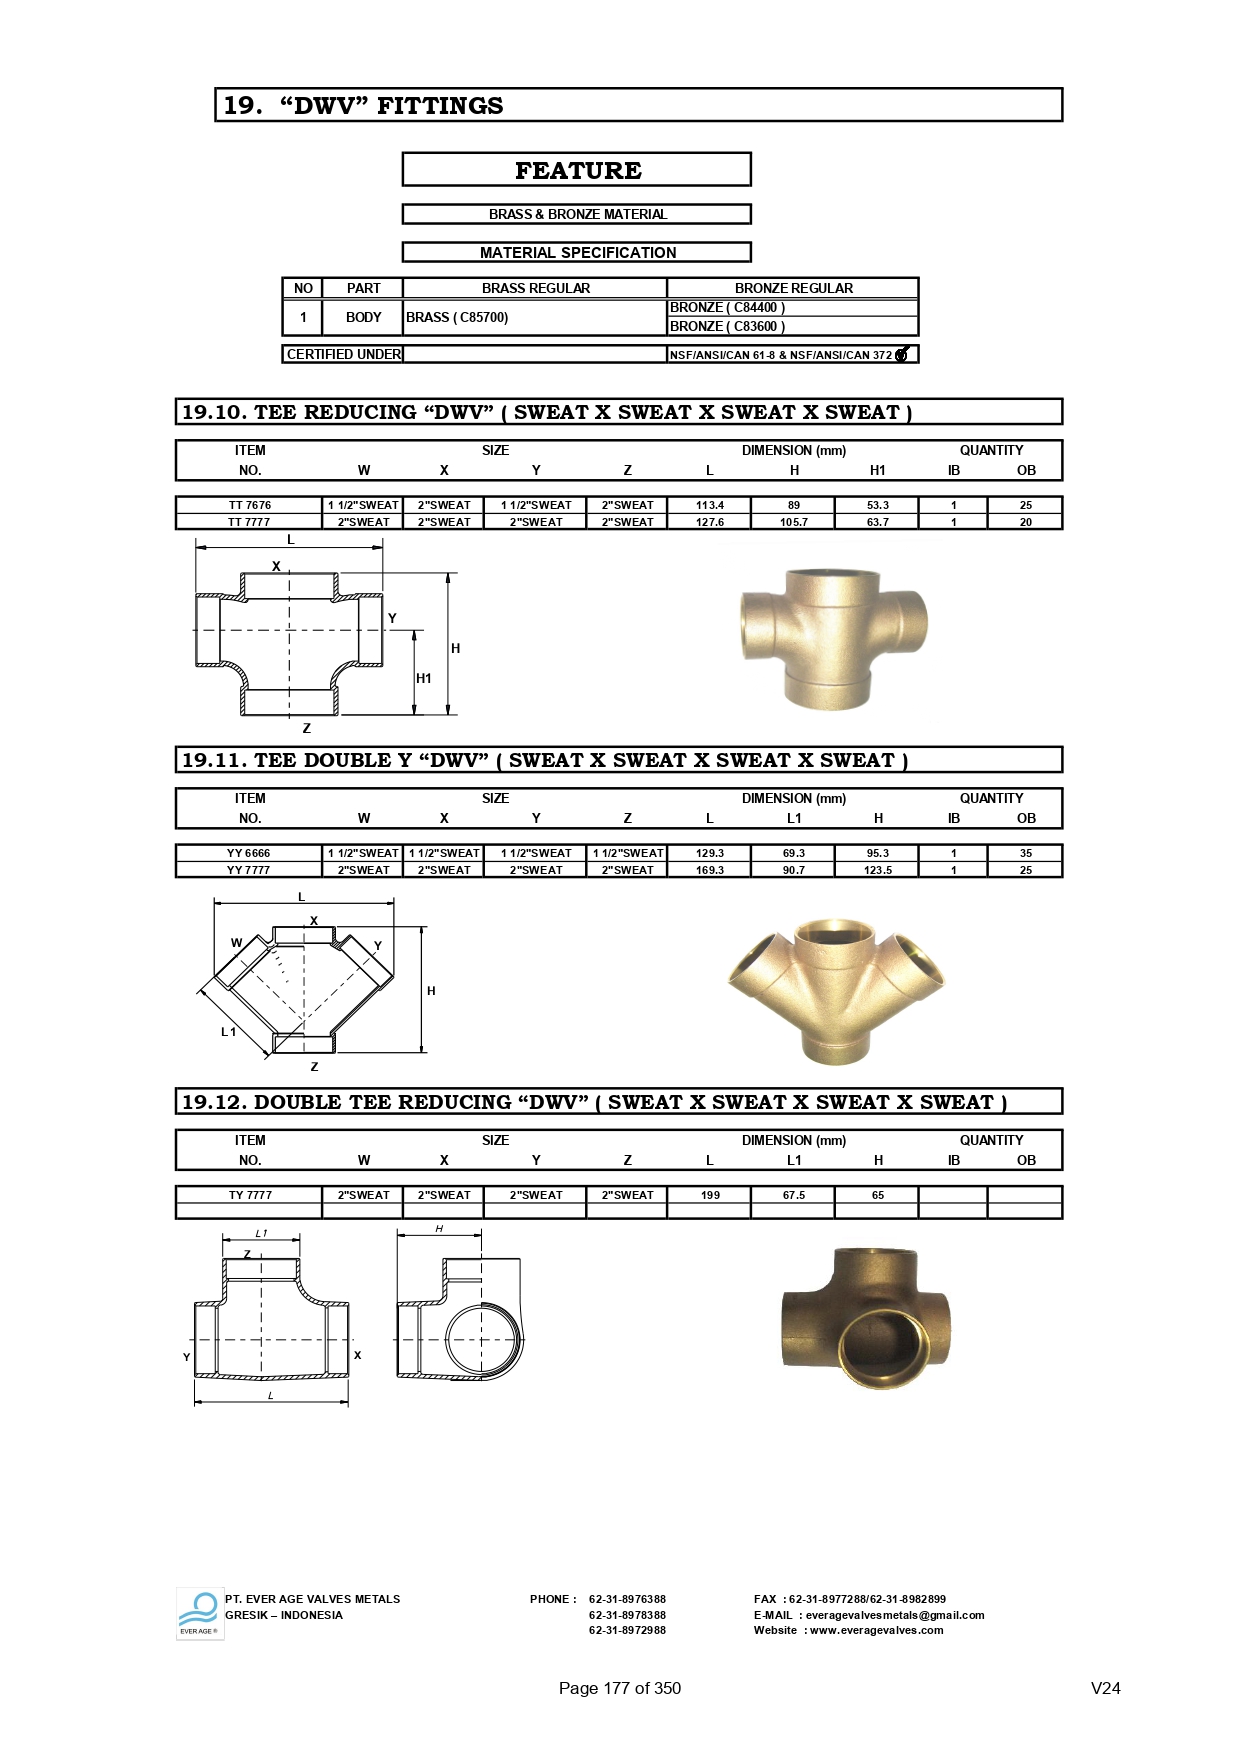 19. “DWV” FITTINGS
FEATURE
BRASS & BRONZE MATERIAL
MATERIAL SPECIFICATION
NO PART BRASS REGULAR BRONZE REGULAR
1 BODY BRASS ( C85700) BRONZE ( C84400 )
BRONZE ( C83600 )
CERTIFIED UNDER NSF/ANSI/CAN 61-8 & NSF/ANSI/CAN 372
19.10. TEE REDUCING “DWV” ( SWEAT X SWEAT X SWEAT X SWEAT )
ITEM SIZE DIMENSION (mm) QUANTITY
NO. W X Y Z L H H1 IB OB
TT 7676 1 1/2"SWEAT 2"SWEAT 1 1/2"SWEAT 2"SWEAT 113.4 89 53.3 1 25
TT 7777 2"SWEAT 2"SWEAT 2"SWEAT 2"SWEAT 127.6 105.7 63.7 1 20
L
X
Y
H
H1
Z
19.11. TEE DOUBLE Y “DWV” ( SWEAT X SWEAT X SWEAT X SWEAT )
ITEM SIZE DIMENSION (mm) QUANTITY
NO. W X Y Z L L1 H IB OB
YY 6666 1 1/2"SWEAT 1 1/2"SWEAT 1 1/2"SWEAT 1 1/2"SWEAT 129.3 69.3 95.3 1 35
YY 7777 2"SWEAT 2"SWEAT 2"SWEAT 2"SWEAT 169.3 90.7 123.5 1 25
L
X
W Y
H
L1
Z
19.12. DOUBLE TEE REDUCING “DWV” ( SWEAT X SWEAT X SWEAT X SWEAT )
ITEM SIZE DIMENSION (mm) QUANTITY
NO. W X Y Z L L1 H IB OB
TY 7777 2"SWEAT 2"SWEAT 2"SWEAT 2"SWEAT 199 67.5 65
L1 H
Z
Y X
L
PT. EVER AGE VALVES METALS PHONE : 62-31-8976388 FAX : 62-31-8977288/62-31-8982899
GRESIK – INDONESIA 62-31-8978388 E-MAIL : everagevalvesmetals@gmail.com
EVER AGE ® 62-31-8972988 Website : www.everagevalves.com
Page 177 of 350 V24